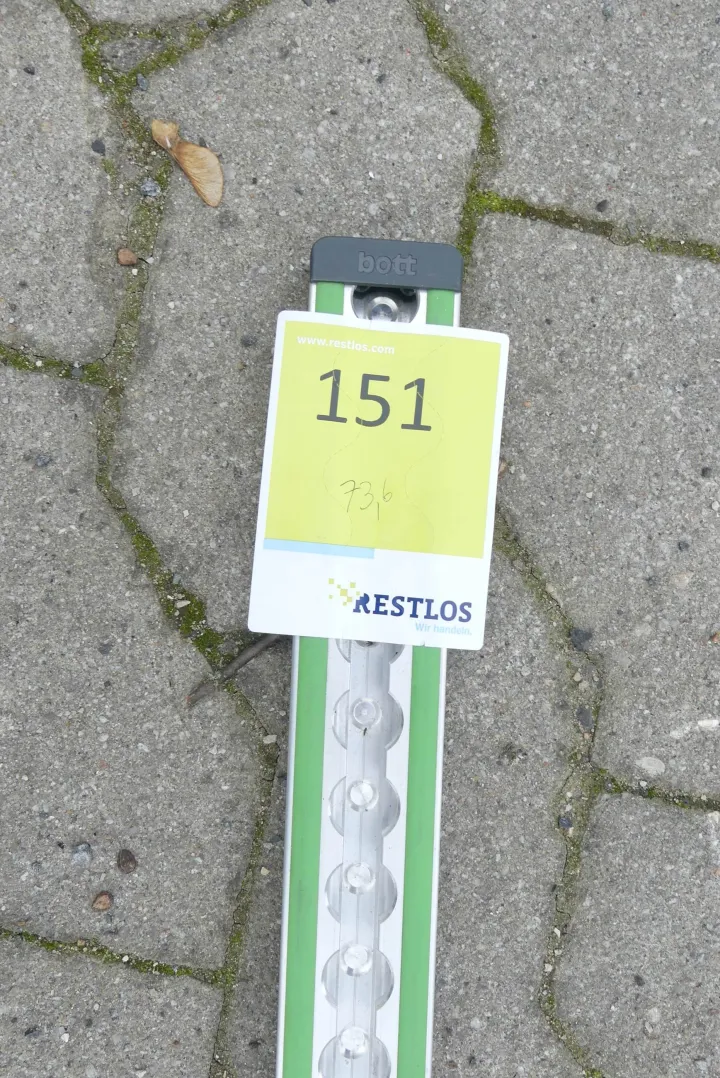 bott
www.restlos.com
151
73,6
RESTLOS
Wir handeln.